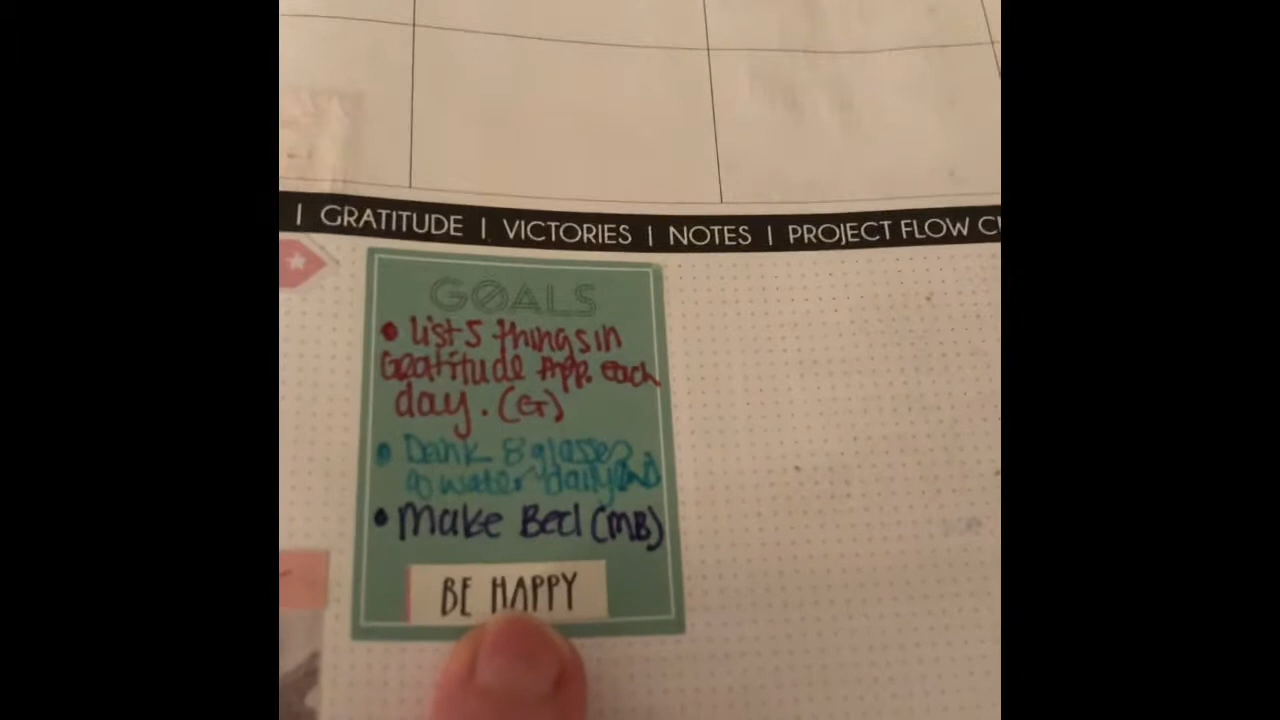 | GRATITUDE | VICTORIES | NOTES | PROJECT FLOW
GOALS
• List 5 things in
Gratitude App. each
day. (G)
• Drink 8 glasses
water daily
• Make Bed (MB)
BE HAPPY